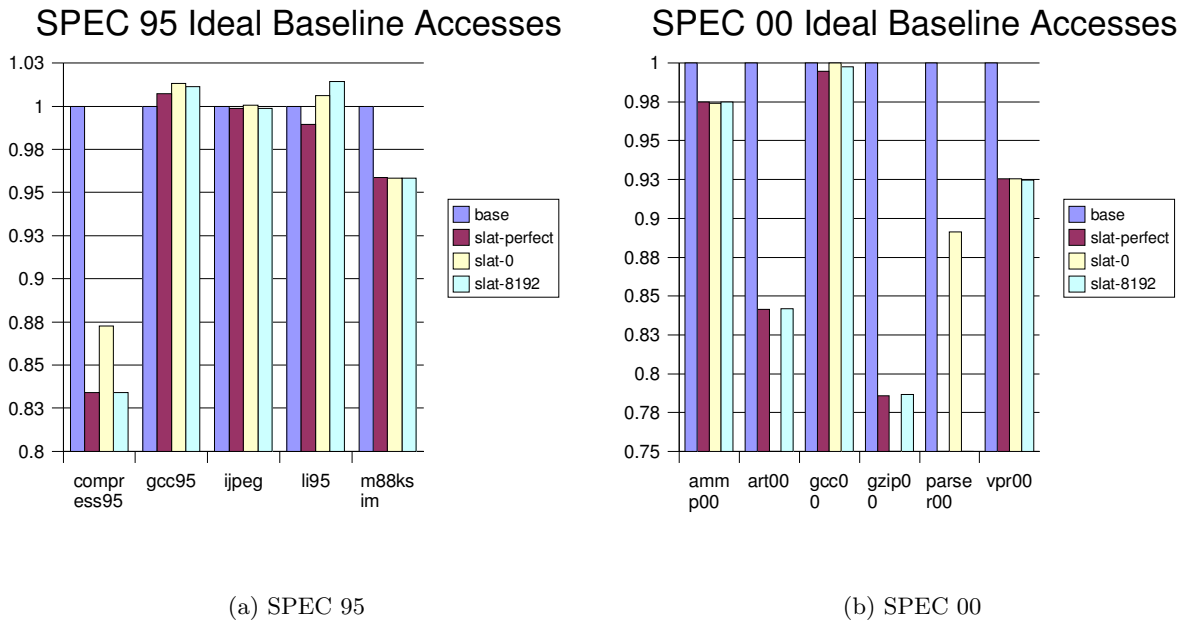 SPEC 95 Ideal Baseline Accesses
1.03
1
0.98
0.95
0.93
0.9
0.88
0.85
0.83
0.8
compr
ess95
gcc95
ijpeg
li95
m88ks
im
base
slat-perfect
slat-0
slat-8192
(a) SPEC 95
SPEC 00 Ideal Baseline Accesses
1
0.98
0.95
0.93
0.9
0.88
0.85
0.83
0.8
0.78
0.75
amm
p00
art00
gcc0
0
gzip0
0
parse
r00
vpr00
base
slat-perfect
slat-0
slat-8192
(b) SPEC 00